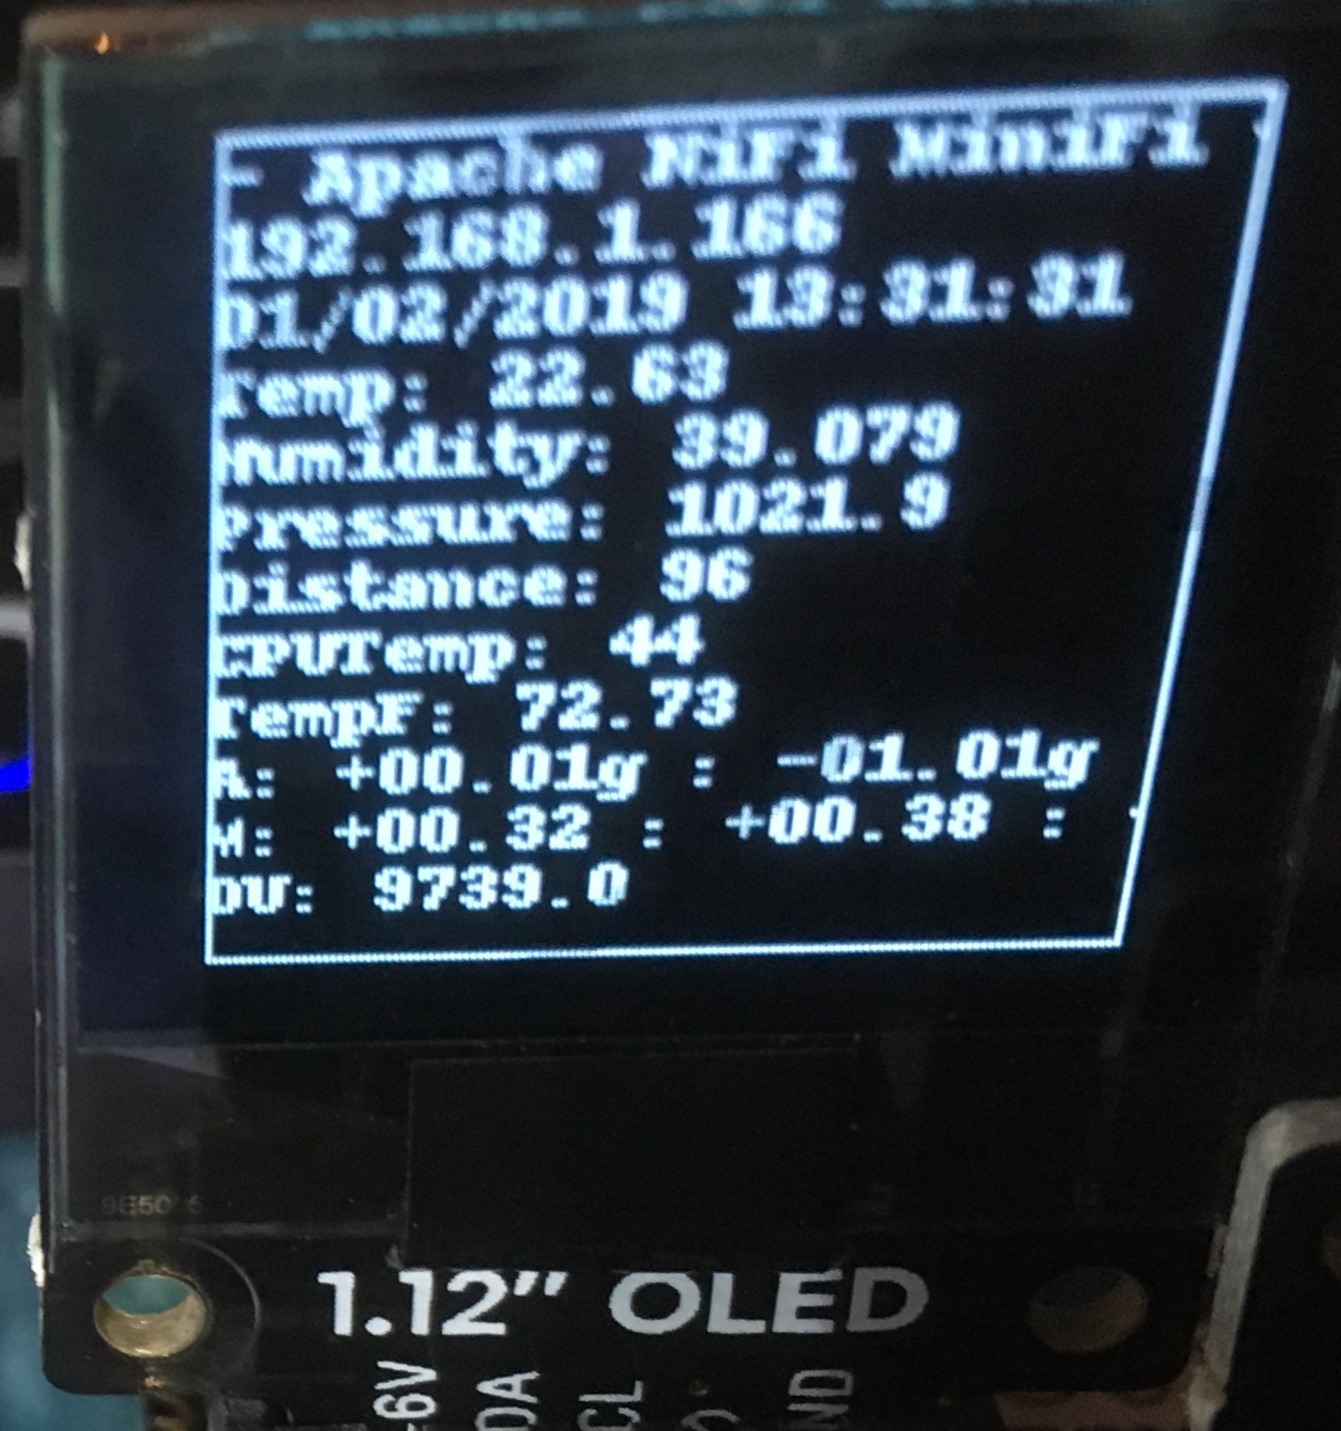 - Apache NiFi MiniFi
192.168.1.166
01/02/2019 13:31:31
Temp: 22.63
Humidity: 39.079
Pressure: 1021.9
Distance: 96
CPUTemp: 44
TempF: 72.73
A: +00.01g : -01.01g
M: +00.32 : +00.38 :
OU: 9739.0
1.12" OLED
-6V
DA
CL
ND